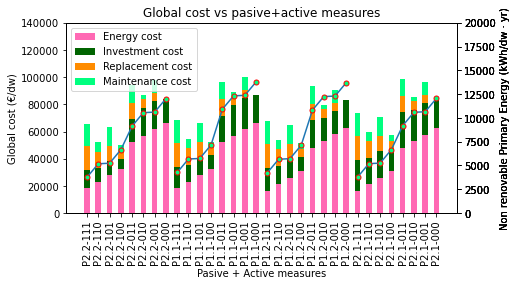 Global cost vs pasive+active measures
Global cost (€/dw)
140000
120000
100000
80000
60000
40000
20000
0
Energy cost
Investment cost
Replacement cost
Maintenance cost
20000
17500
15000
12500
10000
7500
5000
2500
0
Non renovable Primary Energy (kWh/dw · yr)
P2.2-111
P2.2-110
P2.2-101
P2.2-100
P2.2-011
P2.2-010
P2.2-001
P2.2-000
P1.1-111
P1.1-110
P1.1-101
P1.1-100
P1.1-011
P1.1-010
P1.1-001
P1.1-000
P1.2-111
P1.2-110
P1.2-101
P1.2-100
P1.2-011
P1.2-010
P1.2-001
P1.2-000
P2.1-111
P2.1-110
P2.1-101
P2.1-100
P2.1-011
P2.1-010
P2.1-001
P2.1-000
Pasive + Active measures